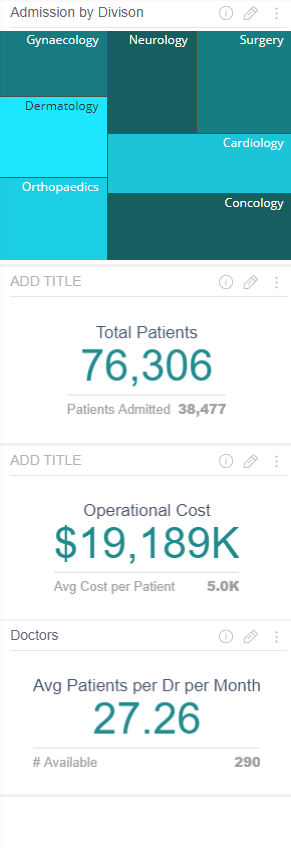 Admission by Divison
Gynaecology
Neurology
Surgery
Dermatology
Cardiology
Orthopaedics
Concology
ADD TITLE
Total Patients
76,306
Patients Admitted 38,477
ADD TITLE
Operational Cost
$19,189K
Avg Cost per Patient 5.0K
Doctors
Avg Patients per Dr per Month
27.26
# Available 290